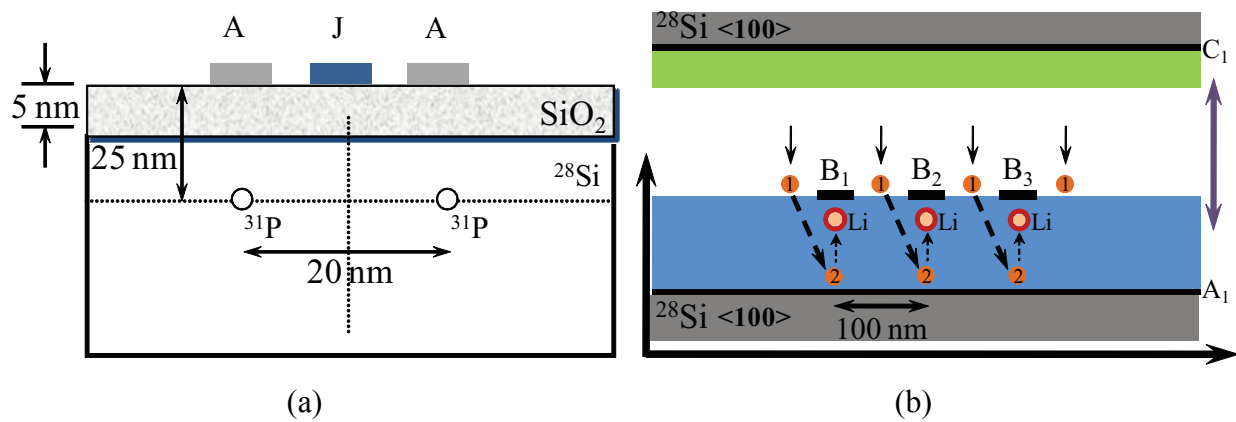 A J A
5 nm
SiO₂
25 nm
²⁸Si
³¹P ³¹P
20 nm
(a)
²⁸Si <100>
C₁
1 B₁ 1 B₂ 1 B₃ 1
Li Li Li
2 2 2
A₁
²⁸Si <100>
100 nm
(b)